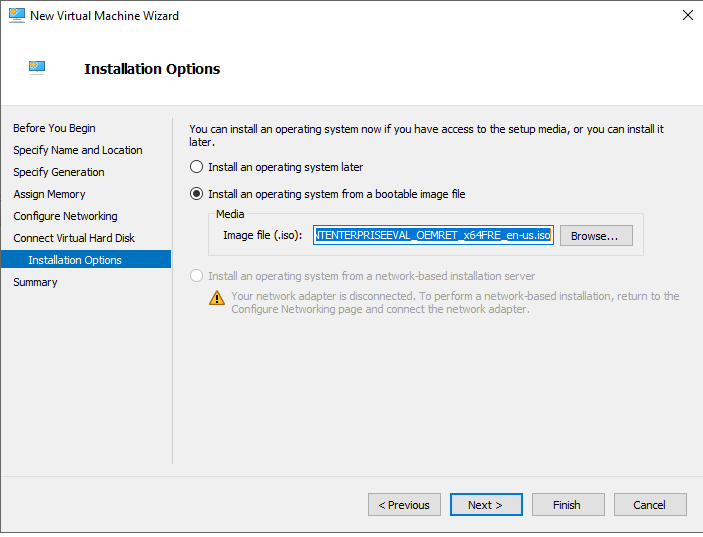 New Virtual Machine Wizard
Installation Options
Before You Begin
Specify Name and Location
Specify Generation
Assign Memory
Configure Networking
Connect Virtual Hard Disk
Installation Options
Summary
You can install an operating system now if you have access to the setup media, or you can install it
later.
Install an operating system later
Install an operating system from a bootable image file
Media
Image file (.iso): NTENTERPRISEEVAL_OEMRET_x64FRE_en-us.iso Browse...
Install an operating system from a network-based installation server
Your network adapter is disconnected. To perform a network-based installation, return to the
Configure Networking page and connect the network adapter.
< Previous Next > Finish Cancel